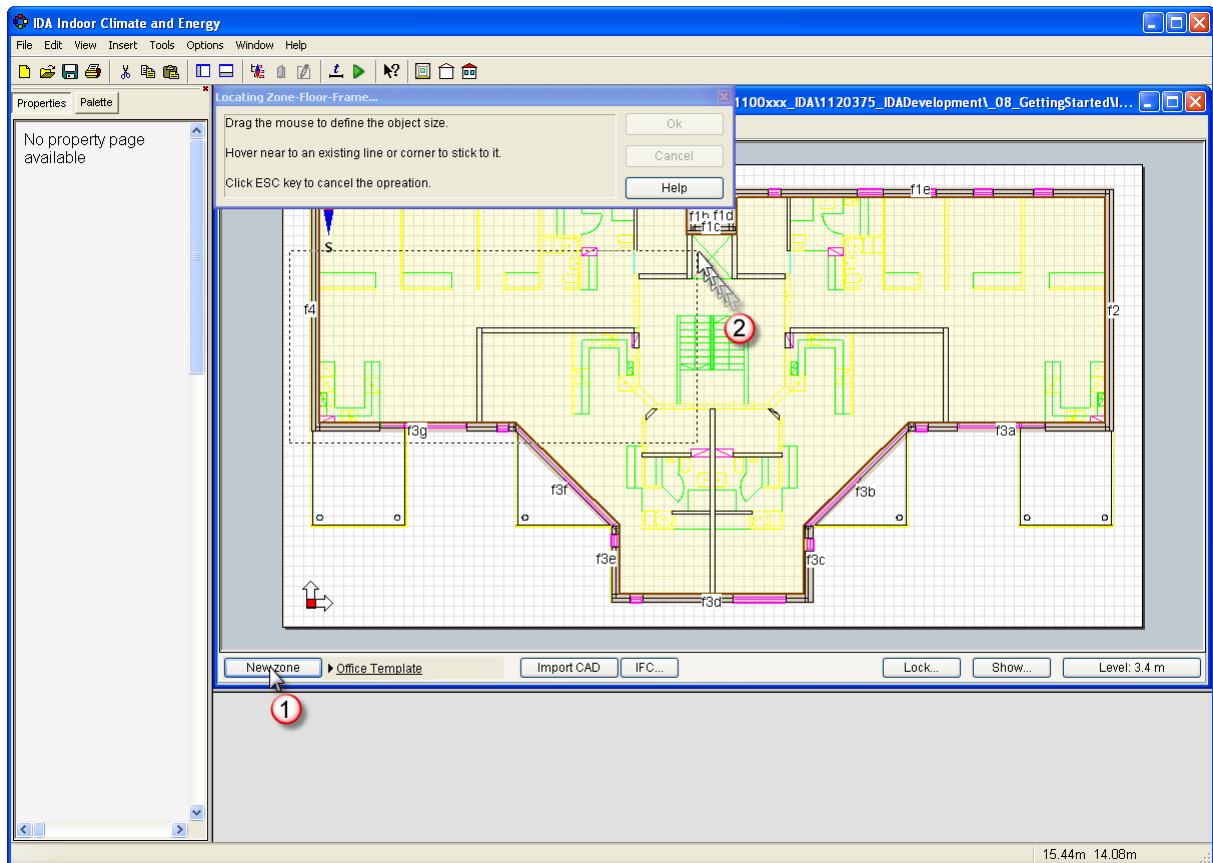 IDA Indoor Climate and Energy
File Edit View Insert Tools Options Window Help
Properties Palette
No property page
available
Locating Zone-Floor-Frame...
Drag the mouse to define the object size.
Hover near to an existing line or corner to stick to it.
Click ESC key to cancel the opreation.
Ok
Cancel
Help
1100xxx_IDA\1120375_IDADevelopment\_08_GettingStarted\I...
f1e
f1b f1d
f1c
S
f4
f2
2
f3g
f3a
f3f
f3b
f3e
f3c
f3d
New zone
Office Template
Import CAD
IFC...
Lock...
Show...
Level: 3.4 m
1
15.44m 14.08m